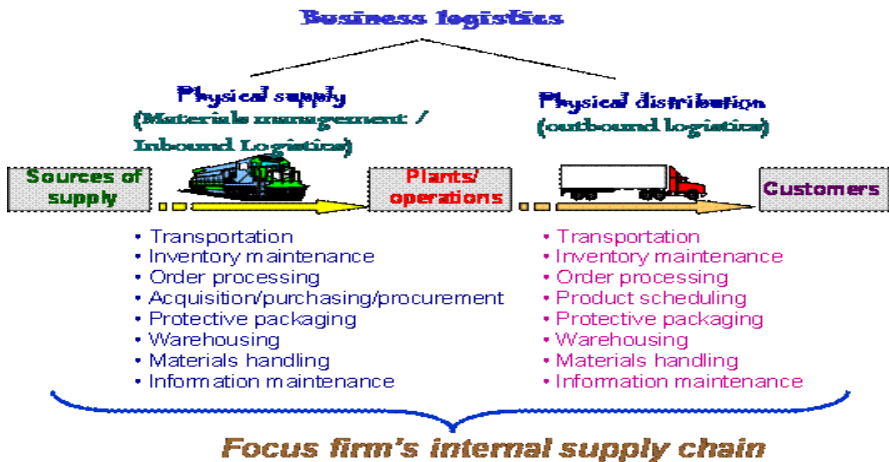 Business logistics
Physical supply
(Materials management /
Inbound Logistics)
Physical distribution
(outbound logistics)
Sources of
supply
Plants/
operations
Customers
• Transportation
• Inventory maintenance
• Order processing
• Acquisition/purchasing/procurement
• Protective packaging
• Warehousing
• Materials handling
• Information maintenance
• Transportation
• Inventory maintenance
• Order processing
• Product scheduling
• Protective packaging
• Warehousing
• Materials handling
• Information maintenance
Focus firm's internal supply chain